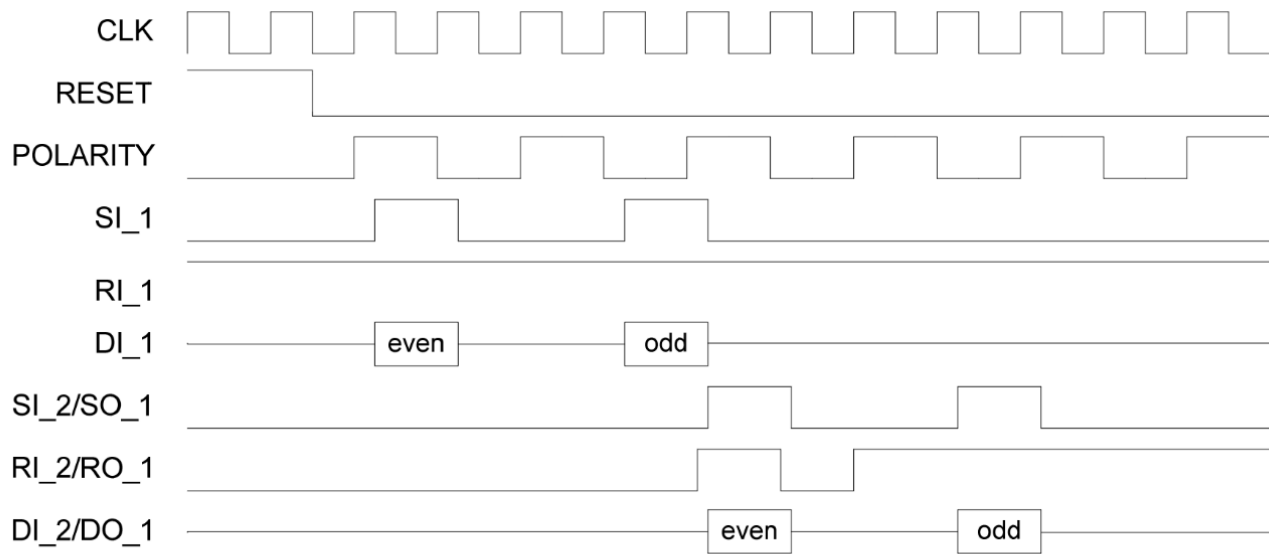 CLK
RESET
POLARITY
SI_1
RI_1
DI_1 even odd
SI_2/SO_1
RI_2/RO_1
DI_2/DO_1 even odd